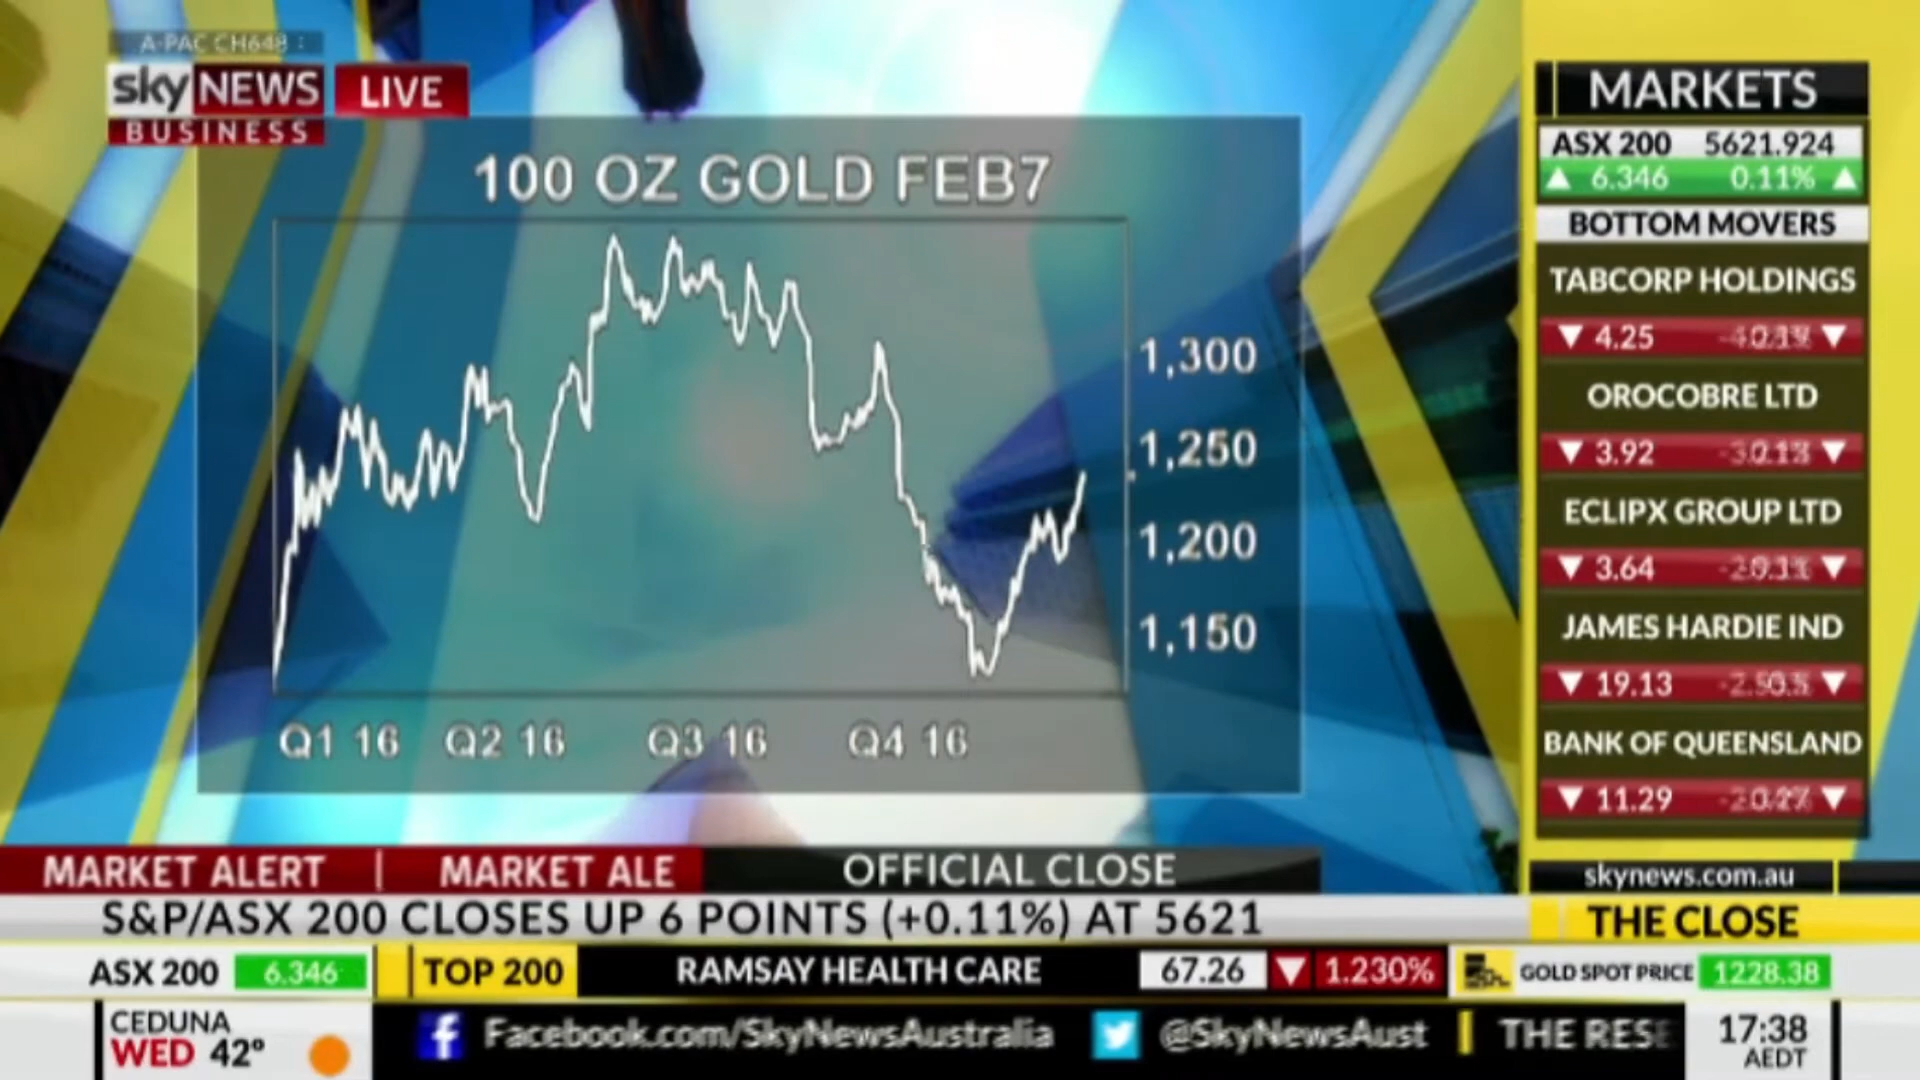 A-PAC CH648 :
sky NEWS LIVE
BUSINESS
100 OZ GOLD FEB7
1,300
1,250
1,200
1,150
Q1 16 Q2 16 Q3 16 Q4 16
MARKETS
ASX 200 5621.924
▲ 6.346 0.11% ▲
BOTTOM MOVERS
TABCORP HOLDINGS
▼ 4.25 ▼
OROCOBRE LTD
▼ 3.92 ▼
ECLIPX GROUP LTD
▼ 3.64 ▼
JAMES HARDIE IND
▼ 19.13 ▼
BANK OF QUEENSLAND
▼ 11.29 ▼
skynews.com.au
MARKET ALERT | MARKET ALE OFFICIAL CLOSE
S&P/ASX 200 CLOSES UP 6 POINTS (+0.11%) AT 5621
THE CLOSE
ASX 200 6.346 TOP 200 RAMSAY HEALTH CARE 67.26 ▼ 1.230% GOLD SPOT PRICE 1228.38
CEDUNA
WED 42°
Facebook.com/SkyNewsAustralia @SkyNewsAust THE RESE
17:38
AEDT